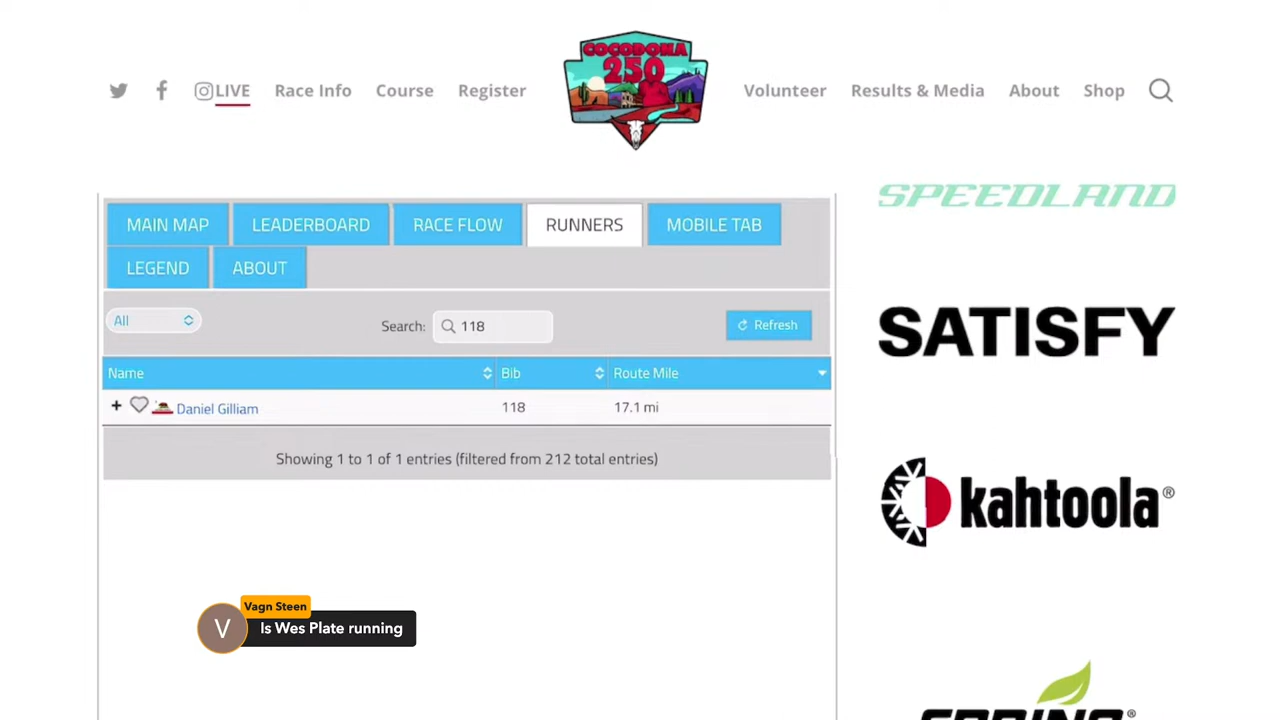 LIVE
Race Info
Course
Register
COCODONA
250
Volunteer
Results & Media
About
Shop
SPEEDLAND
MAIN MAP
LEADERBOARD
RACE FLOW
RUNNERS
MOBILE TAB
LEGEND
ABOUT
All
Search:
118
Refresh
SATISFY
Name
Bib
Route Mile
+
Daniel Gilliam
118
17.1 mi
Showing 1 to 1 of 1 entries (filtered from 212 total entries)
kahtoola®
Vagn Steen
V
Is Wes Plate running